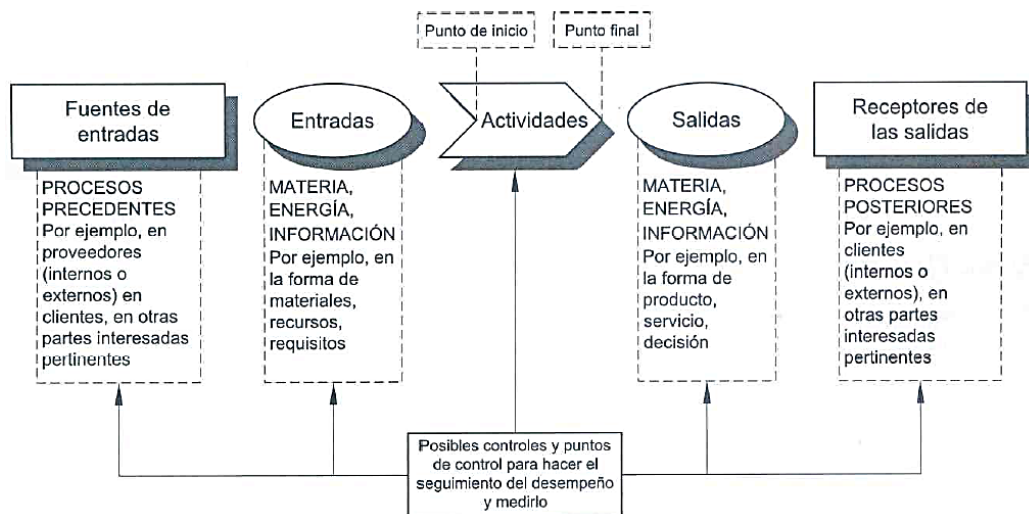 Punto de inicio
Punto final
Fuentes de
entradas
Entradas
Actividades
Salidas
Receptores de
las salidas
PROCESOS
PRECEDENTES
Por ejemplo, en
proveedores
(internos o
externos) en
clientes, en otras
partes interesadas
pertinentes
MATERIA,
ENERGÍA,
INFORMACIÓN
Por ejemplo, en
la forma de
materiales,
recursos,
requisitos
MATERIA,
ENERGÍA,
INFORMACIÓN
Por ejemplo, en
la forma de
producto,
servicio,
decisión
PROCESOS
POSTERIORES
Por ejemplo, en
clientes
(internos o
externos), en
otras partes
interesadas
pertinentes
Posibles controles y puntos
de control para hacer el
seguimiento del desempeño
y medirlo